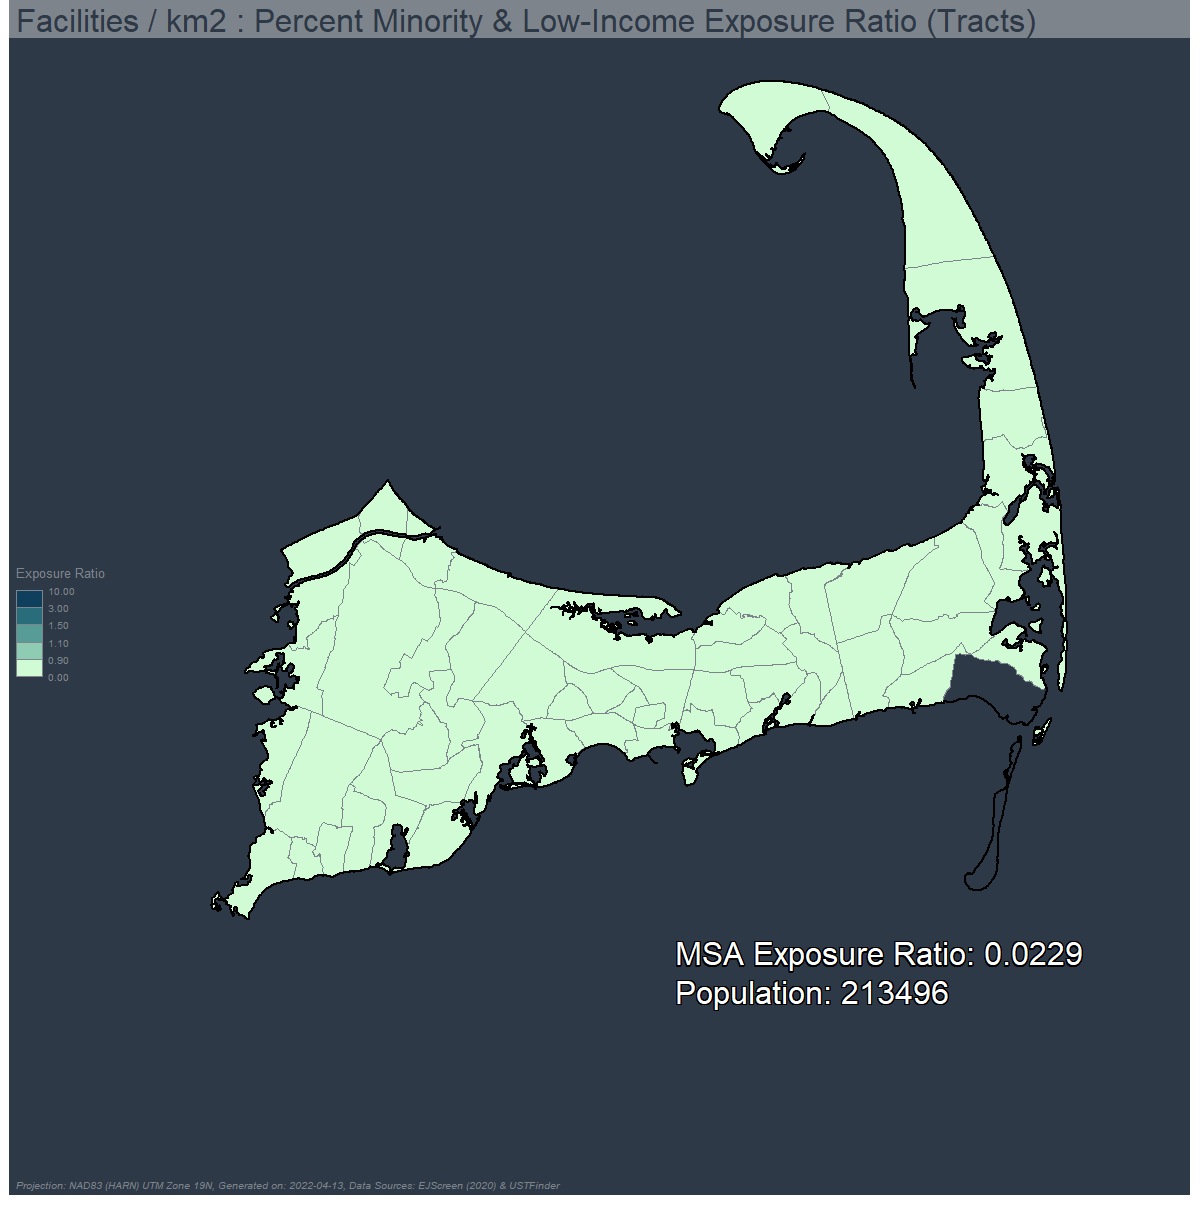 Facilities / km2 : Percent Minority & Low-Income Exposure Ratio (Tracts)
Exposure Ratio
10.00
3.00
1.50
1.10
0.90
0.00
MSA Exposure Ratio: 0.0229
Population: 213496
Projection: NAD83 (HARN) UTM Zone 19N, Generated on: 2022-04-13, Data Sources: EJScreen (2020) & USTFinder